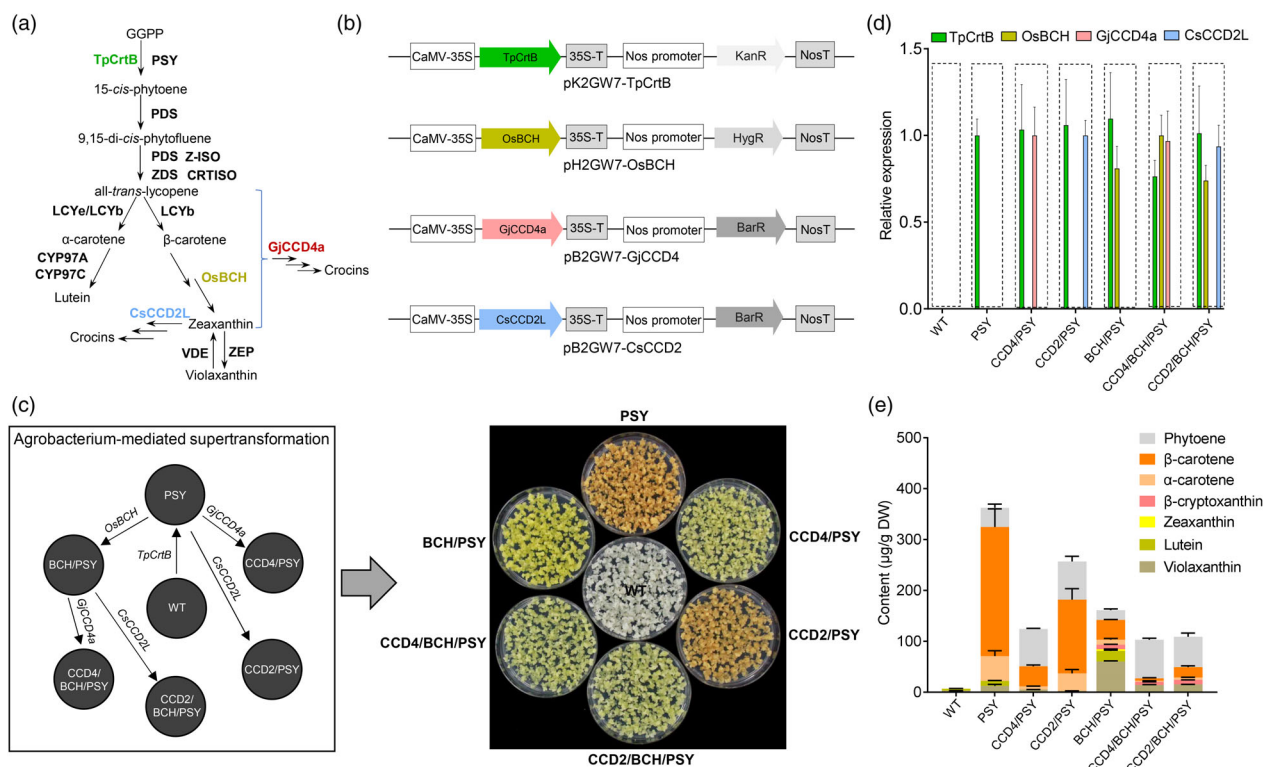 (a)
GGPP
TpCrtB PSY
15-cis-phytoene
PDS
9,15-di-cis-phytofluene
PDS Z-ISO
ZDS CRTISO
all-trans-lycopene
LCYe/LCYb LCYb
α-carotene β-carotene
GjCCD4a
CYP97A
CYP97C
Crocins
OsBCH
Lutein
CsCCD2L
Zeaxanthin
Crocins
VDE ZEP
Violaxanthin
(b)
CaMV-35S TpCrtB 35S-T Nos promoter KanR NosT
pK2GW7-TpCrtB
CaMV-35S OsBCH 35S-T Nos promoter HygR NosT
pH2GW7-OsBCH
CaMV-35S GjCCD4a 35S-T Nos promoter BarR NosT
pB2GW7-GjCCD4
CaMV-35S CsCCD2L 35S-T Nos promoter BarR NosT
pB2GW7-CsCCD2
(c)
Agrobacterium-mediated supertransformation
PSY
OsBCH
GjCCD4a
TpCrtB
CsCCD2L
BCH/PSY
WT
CCD4/PSY
GjCCD4a
CsCCD2L
CCD4/
BCH/PSY
CCD2/
BCH/PSY
CCD2/PSY
PSY
BCH/PSY
CCD4/PSY
WT
CCD4/BCH/PSY
CCD2/PSY
CCD2/BCH/PSY
(d)
TpCrtB OsBCH GjCCD4a CsCCD2L
Relative expression
1.5
1.0
0.5
0.0
WT
PSY
CCD4/PSY
CCD2/PSY
BCH/PSY
CCD4/BCH/PSY
CCD2/BCH/PSY
(e)
Content (μg/g DW)
500
400
300
200
100
0
Phytoene
β-carotene
α-carotene
β-cryptoxanthin
Zeaxanthin
Lutein
Violaxanthin
WT
PSY
CCD4/PSY
CCD2/PSY
BCH/PSY
CCD4/BCH/PSY
CCD2/BCH/PSY